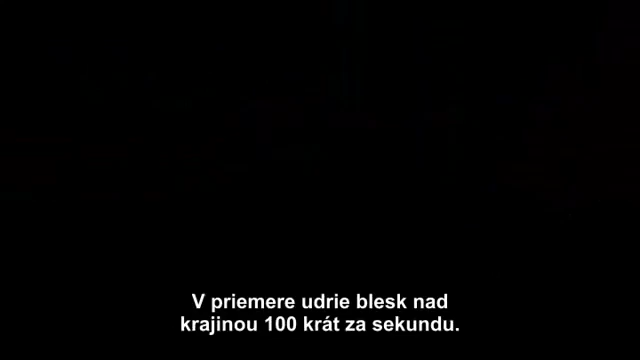 V priemere udrie blesk nad
krajinou 100 krát za sekundu.